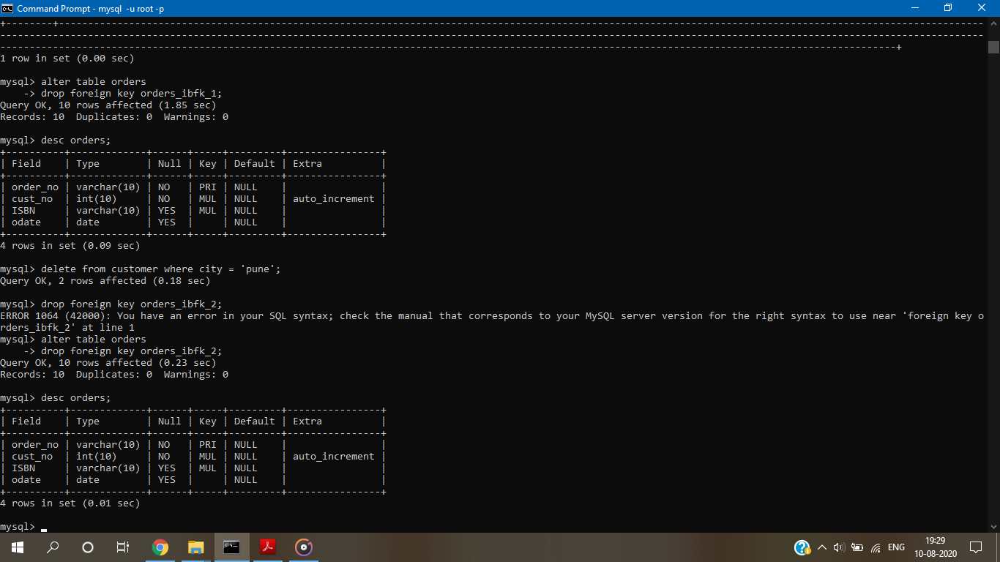 Command Prompt - mysql -u root -p
+--------+--------------------------------------------------------------------------------------------------------------------------------------------------------------
------------------------------------------------------------------------------------------------------------------------------------------------------------------------
---------------------------------------------------------------------------------------------------------------------------------------------------------+
1 row in set (0.00 sec)
mysql> alter table orders
    -> drop foreign key orders_ibfk_1;
Query OK, 10 rows affected (1.85 sec)
Records: 10  Duplicates: 0  Warnings: 0
mysql> desc orders;
+----------+-------------+------+-----+---------+----------------+
| Field    | Type        | Null | Key | Default | Extra          |
+----------+-------------+------+-----+---------+----------------+
| order_no | varchar(10) | NO   | PRI | NULL    |                |
| cust_no  | int(10)     | NO   | MUL | NULL    | auto_increment |
| ISBN     | varchar(10) | YES  | MUL | NULL    |                |
| odate    | date        | YES  |     | NULL    |                |
+----------+-------------+------+-----+---------+----------------+
4 rows in set (0.09 sec)
mysql> delete from customer where city = 'pune';
Query OK, 2 rows affected (0.18 sec)
mysql> drop foreign key orders_ibfk_2;
ERROR 1064 (42000): You have an error in your SQL syntax; check the manual that corresponds to your MySQL server version for the right syntax to use near 'foreign key o
rders_ibfk_2' at line 1
mysql> alter table orders
    -> drop foreign key orders_ibfk_2;
Query OK, 10 rows affected (0.23 sec)
Records: 10  Duplicates: 0  Warnings: 0
mysql> desc orders;
+----------+-------------+------+-----+---------+----------------+
| Field    | Type        | Null | Key | Default | Extra          |
+----------+-------------+------+-----+---------+----------------+
| order_no | varchar(10) | NO   | PRI | NULL    |                |
| cust_no  | int(10)     | NO   | MUL | NULL    | auto_increment |
| ISBN     | varchar(10) | YES  | MUL | NULL    |                |
| odate    | date        | YES  |     | NULL    |                |
+----------+-------------+------+-----+---------+----------------+
4 rows in set (0.01 sec)
mysql> _
ENG
19:29
10-08-2020